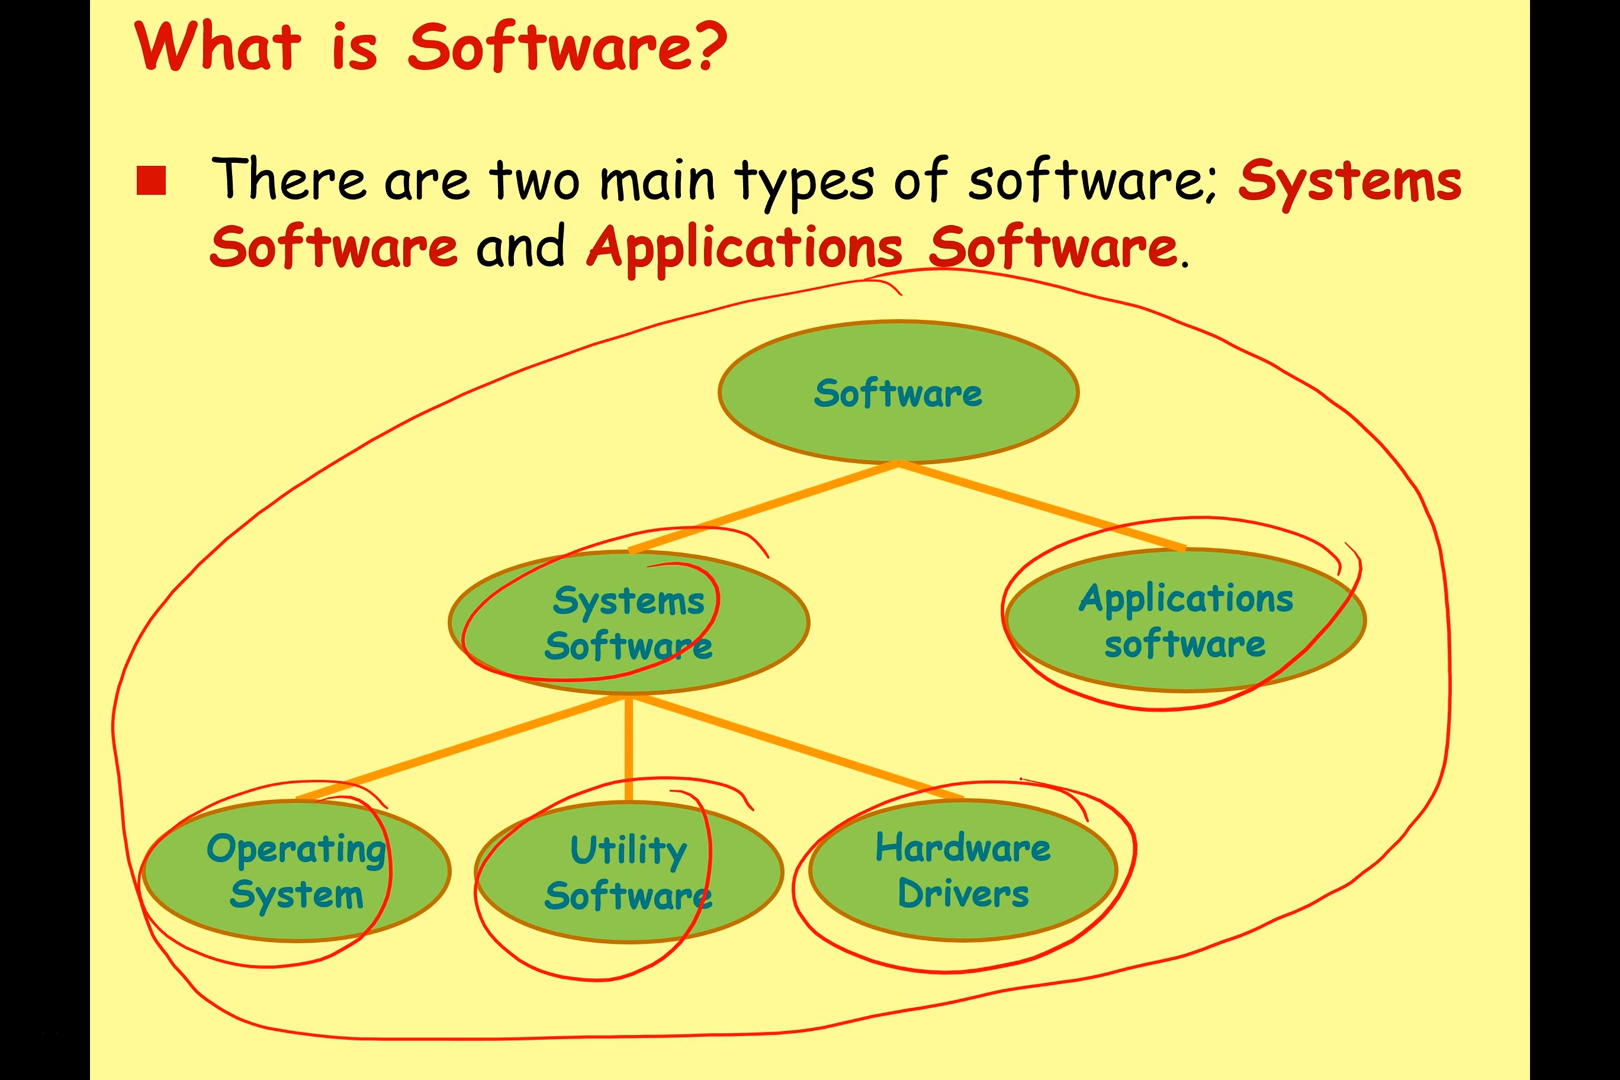 What is Software?
There are two main types of software; Systems
Software and Applications Software.
Software
Systems
Software
Applications
software
Operating
System
Utility
Software
Hardware
Drivers